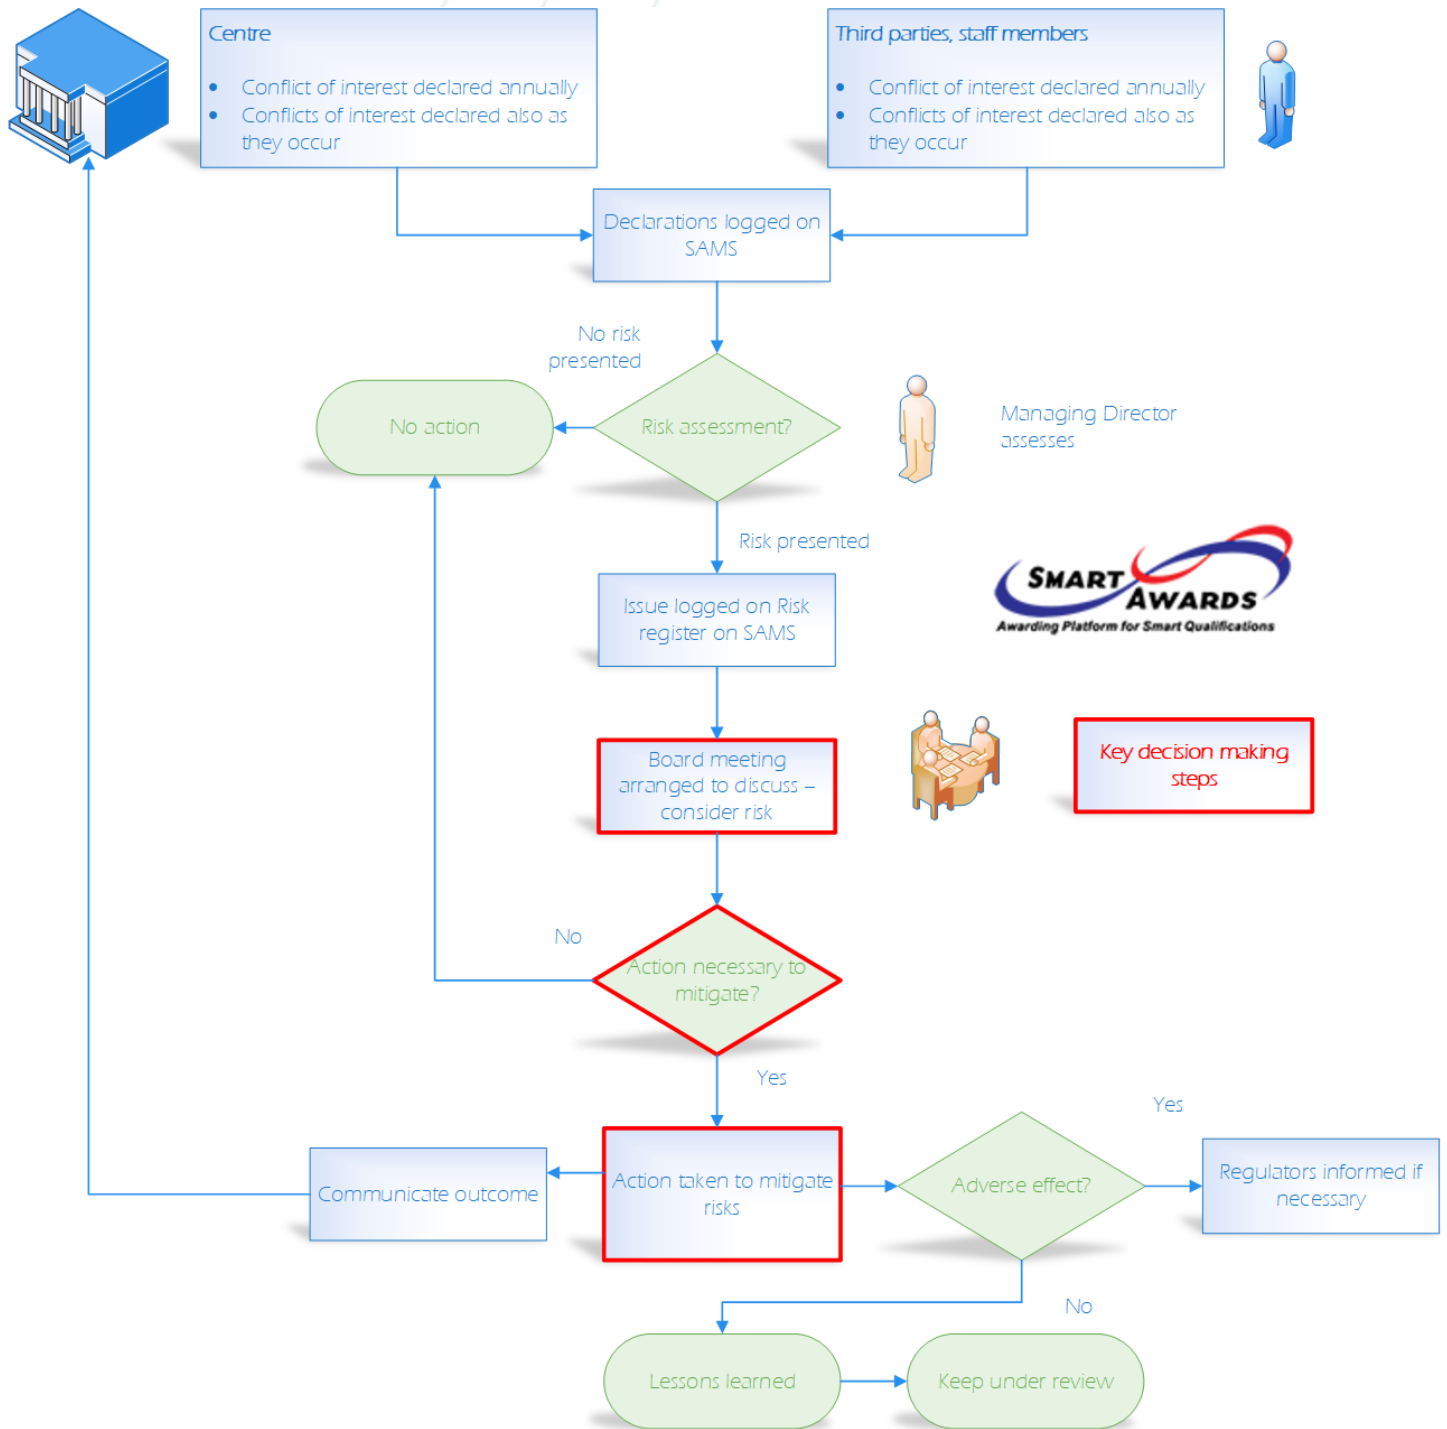 Centre
• Conflict of interest declared annually
• Conflicts of interest declared also as
they occur
Third parties, staff members
• Conflict of interest declared annually
• Conflicts of interest declared also as
they occur
Declarations logged on
SAMS
No risk
presented
No action
Risk assessment?
Managing Director
assesses
Risk presented
Issue logged on Risk
register on SAMS
SMART
AWARDS
Awarding Platform for Smart Qualifications
Board meeting
arranged to discuss –
consider risk
Key decision making
steps
No
Action necessary to
mitigate?
Yes
Yes
Communicate outcome
Action taken to mitigate
risks
Adverse effect?
Regulators informed if
necessary
No
Lessons learned
Keep under review